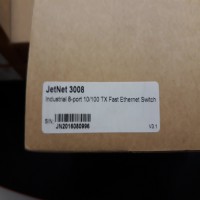 JetNet 3008
Industrial 8-port 10/100 TX Fast Ethernet Switch
S/N:
JN2016080996
V3.1